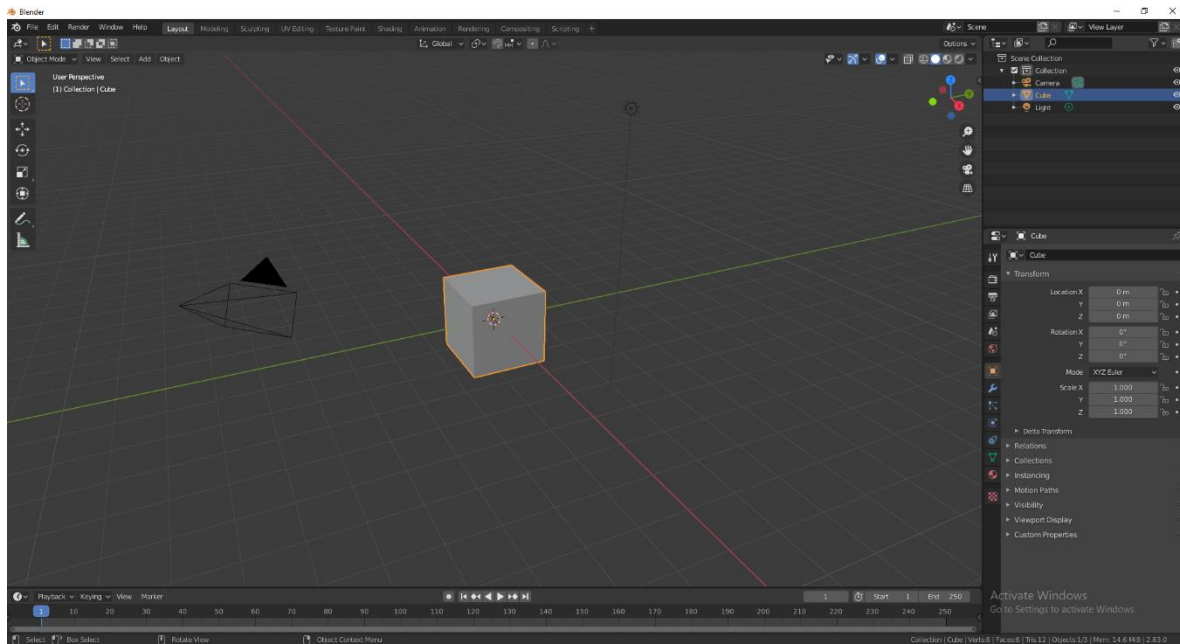 Blender
File Edit Render Window Help Layout Modeling Sculpting UV Editing Texture Paint Shading Animation Rendering Compositing Scripting + Scene View Layer
Global Options
Object Mode View Select Add Object
User Perspective
(1) Collection | Cube
Scene Collection
Collection
Camera
Cube
Light
Cube
Cube
Transform
Location X 0 m
Y 0 m
Z 0 m
Rotation X 0°
Y 0°
Z 0°
Mode XYZ Euler
Scale X 1.000
Y 1.000
Z 1.000
Delta Transform
Relations
Collections
Instancing
Motion Paths
Visibility
Viewport Display
Custom Properties
Playback Keying View Marker 1 Start 1 End 250
1 10 20 30 40 50 60 70 80 90 100 110 120 130 140 150 160 170 180 190 200 210 220 230 240 250
Activate Windows
Go to Settings to activate Windows.
Select Box Select Rotate View Object Context Menu Collection | Cube | Verts:8 | Faces:6 | Tris:12 | Objects:1/3 | Mem: 14.6 MiB | 2.83.0